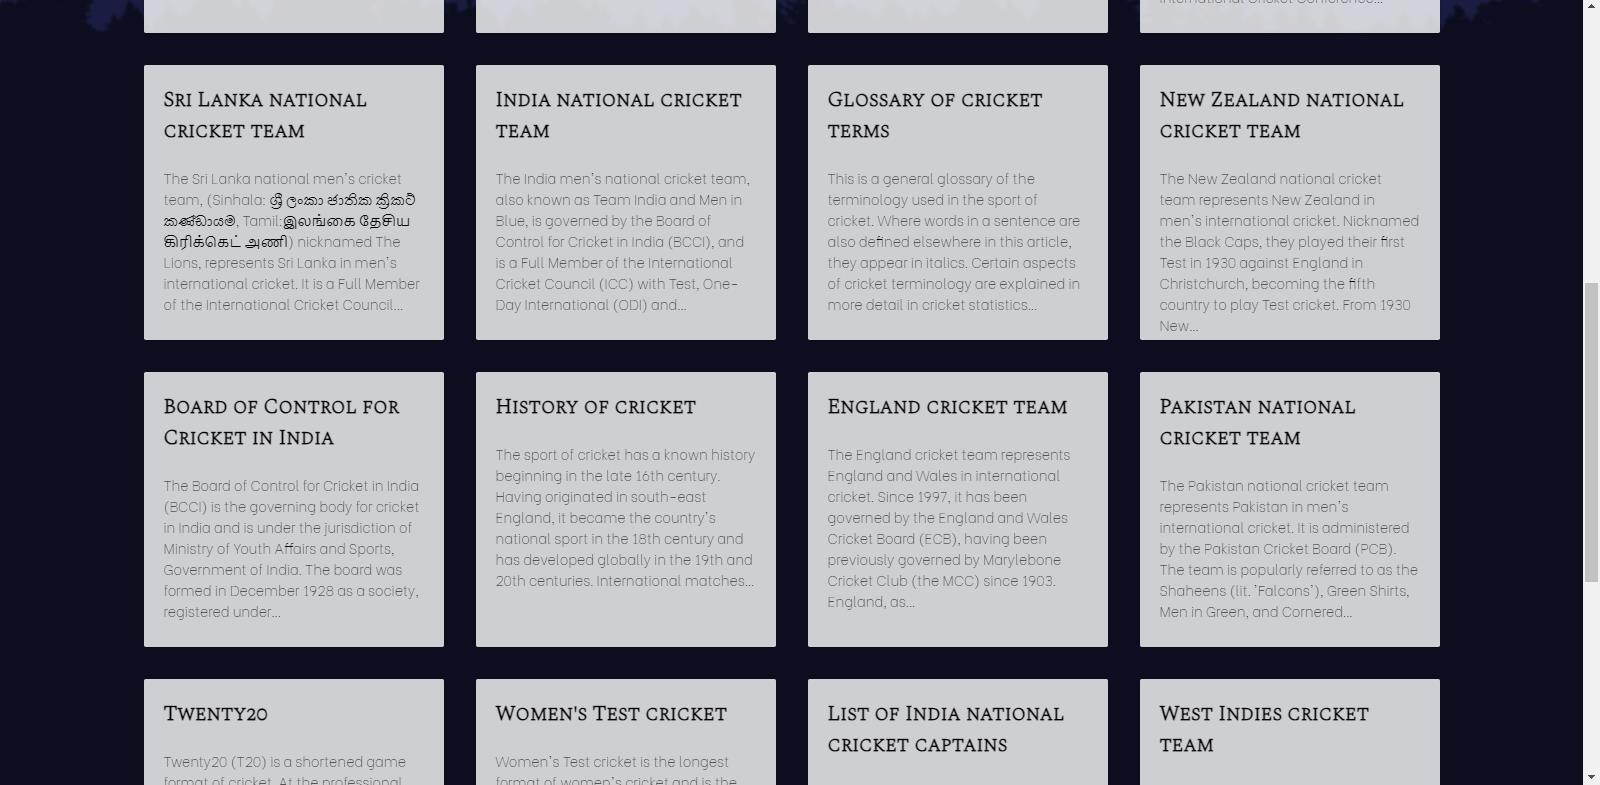 International Cricket Conference...
Sri Lanka national
cricket team
The Sri Lanka national men's cricket
team, (Sinhala: ශ්‍රී ලංකා ජාතික ක්‍රිකට්
කණ්ඩායම, Tamil:இலங்கை தேசிய
கிரிக்கெட் அணி) nicknamed The
Lions, represents Sri Lanka in men's
international cricket. It is a Full Member
of the International Cricket Council...
India national cricket
team
The India men's national cricket team,
also known as Team India and Men in
Blue, is governed by the Board of
Control for Cricket in India (BCCI), and
is a Full Member of the International
Cricket Council (ICC) with Test, One-
Day International (ODI) and...
Glossary of cricket
terms
This is a general glossary of the
terminology used in the sport of
cricket. Where words in a sentence are
also defined elsewhere in this article,
they appear in italics. Certain aspects
of cricket terminology are explained in
more detail in cricket statistics...
New Zealand national
cricket team
The New Zealand national cricket
team represents New Zealand in
men's international cricket. Nicknamed
the Black Caps, they played their first
Test in 1930 against England in
Christchurch, becoming the fifth
country to play Test cricket. From 1930
New...
Board of Control for
Cricket in India
The Board of Control for Cricket in India
(BCCI) is the governing body for cricket
in India and is under the jurisdiction of
Ministry of Youth Affairs and Sports,
Government of India. The board was
formed in December 1928 as a society,
registered under...
History of cricket
The sport of cricket has a known history
beginning in the late 16th century.
Having originated in south-east
England, it became the country's
national sport in the 18th century and
has developed globally in the 19th and
20th centuries. International matches...
England cricket team
The England cricket team represents
England and Wales in international
cricket. Since 1997, it has been
governed by the England and Wales
Cricket Board (ECB), having been
previously governed by Marylebone
Cricket Club (the MCC) since 1903.
England, as...
Pakistan national
cricket team
The Pakistan national cricket team
represents Pakistan in men's
international cricket. It is administered
by the Pakistan Cricket Board (PCB).
The team is popularly referred to as the
Shaheens (lit. 'Falcons'), Green Shirts,
Men in Green, and Cornered...
Twenty20
Twenty20 (T20) is a shortened game
format of cricket. At the professional
Women's Test cricket
Women's Test cricket is the longest
format of women's cricket and is the
List of India national
cricket captains
West Indies cricket
team